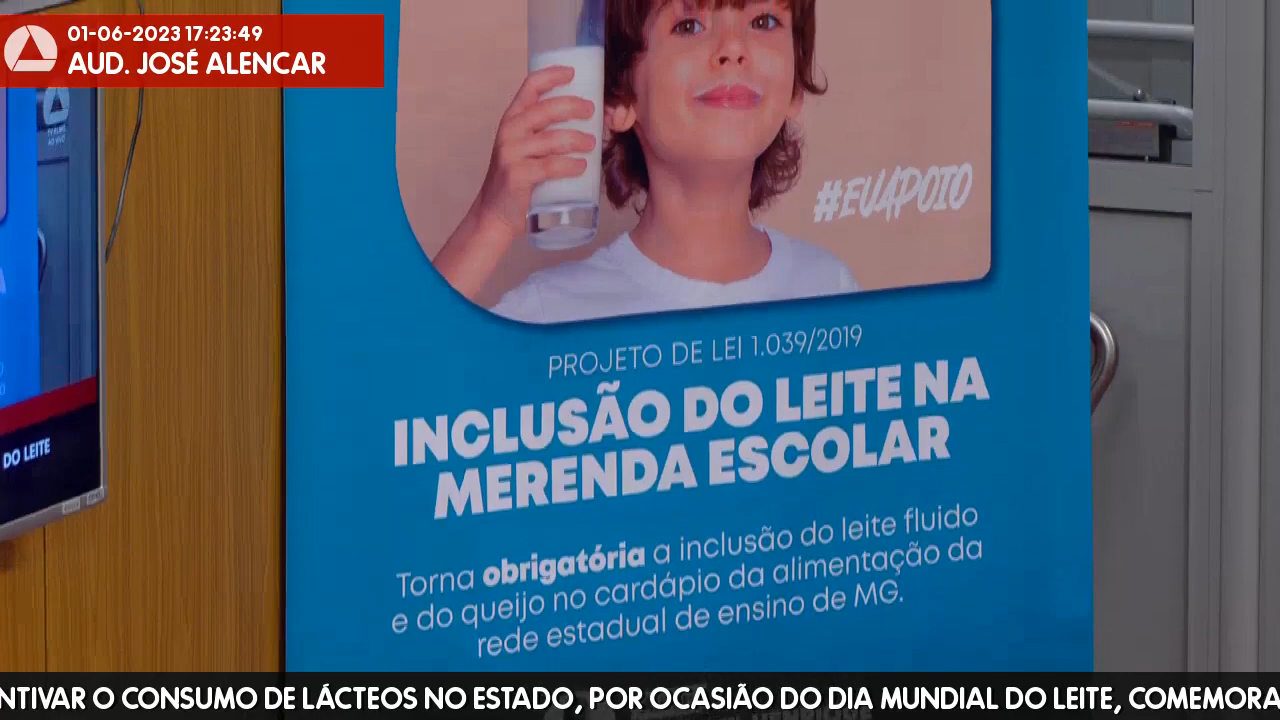 01-06-2023 17:23:49
AUD. JOSÉ ALENCAR
#EUAPOIO
PROJETO DE LEI 1.039/2019
INCLUSÃO DO LEITE NA
MERENDA ESCOLAR
Torna obrigatória a inclusão do leite fluido
e do queijo no cardápio da alimentação da
rede estadual de ensino de MG.
DO LEITE
NTIVAR O CONSUMO DE LÁCTEOS NO ESTADO, POR OCASIÃO DO DIA MUNDIAL DO LEITE, COMEMORA